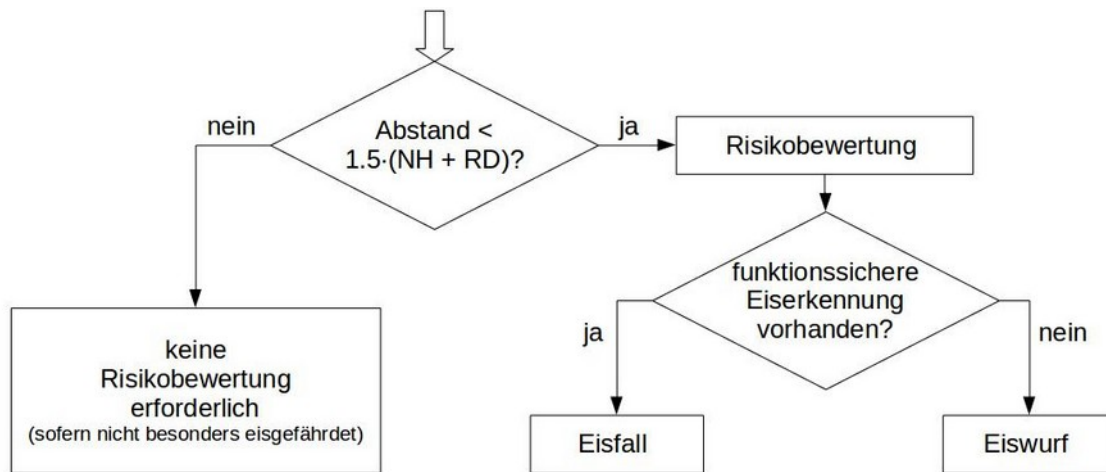 Abstand <
1.5·(NH + RD)?
nein
ja
Risikobewertung
funktionssichere
Eiserkennung
vorhanden?
ja
nein
keine
Risikobewertung
erforderlich
(sofern nicht besonders eisgefährdet)
Eisfall
Eiswurf